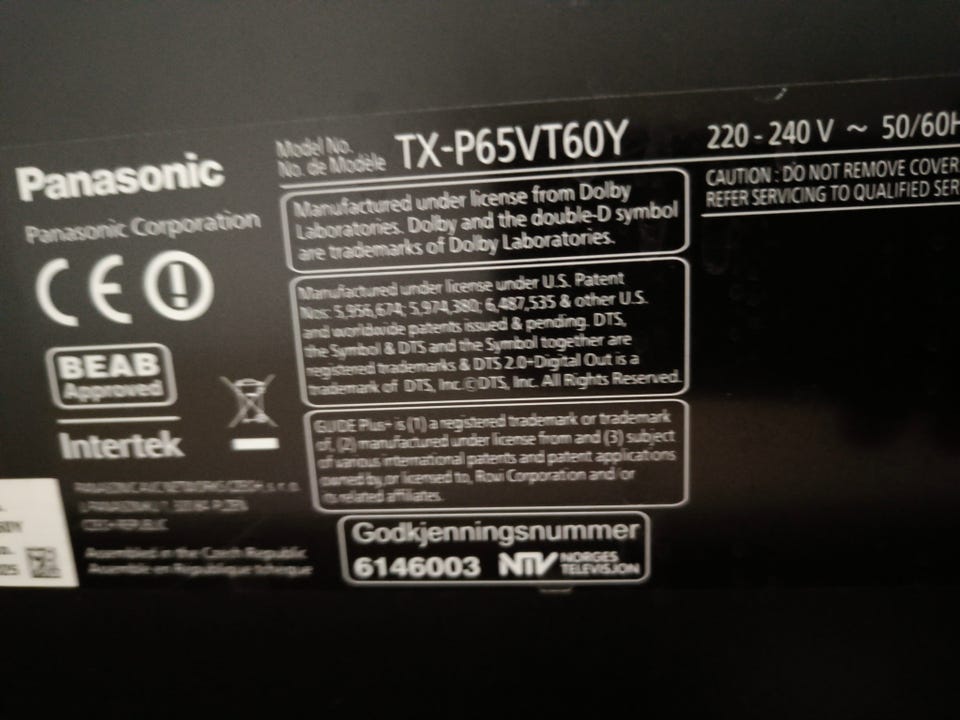 Panasonic
Panasonic Corporation
CE
BEAB
Approved
Intertek
Assembled in the Czech Republic
Assemblé en République tchèque
Model No.
No. de Modèle
TX-P65VT60Y
Manufactured under license from Dolby
Laboratories. Dolby and the double-D symbol
are trademarks of Dolby Laboratories.
Manufactured under license under U.S. Patent
Nos: 5,956,674; 5,974,380; 6,487,535 & other U.S.
and worldwide patents issued & pending. DTS,
the Symbol & DTS and the Symbol together are
registered trademarks & DTS 2.0+Digital Out is a
trademark of DTS, Inc.©DTS, Inc. All Rights Reserved.
GUIDE Plus+ is (1) a registered trademark or trademark
of, (2) manufactured under license from and (3) subject
of various international patents and patent applications
owned by, or licensed to, Rovi Corporation and/or
its related affiliates.
Godkjenningsnummer
6146003 NTV NORGES
TELEVISJON
220 - 240 V ~ 50/60H
CAUTION : DO NOT REMOVE COVER
REFER SERVICING TO QUALIFIED SER